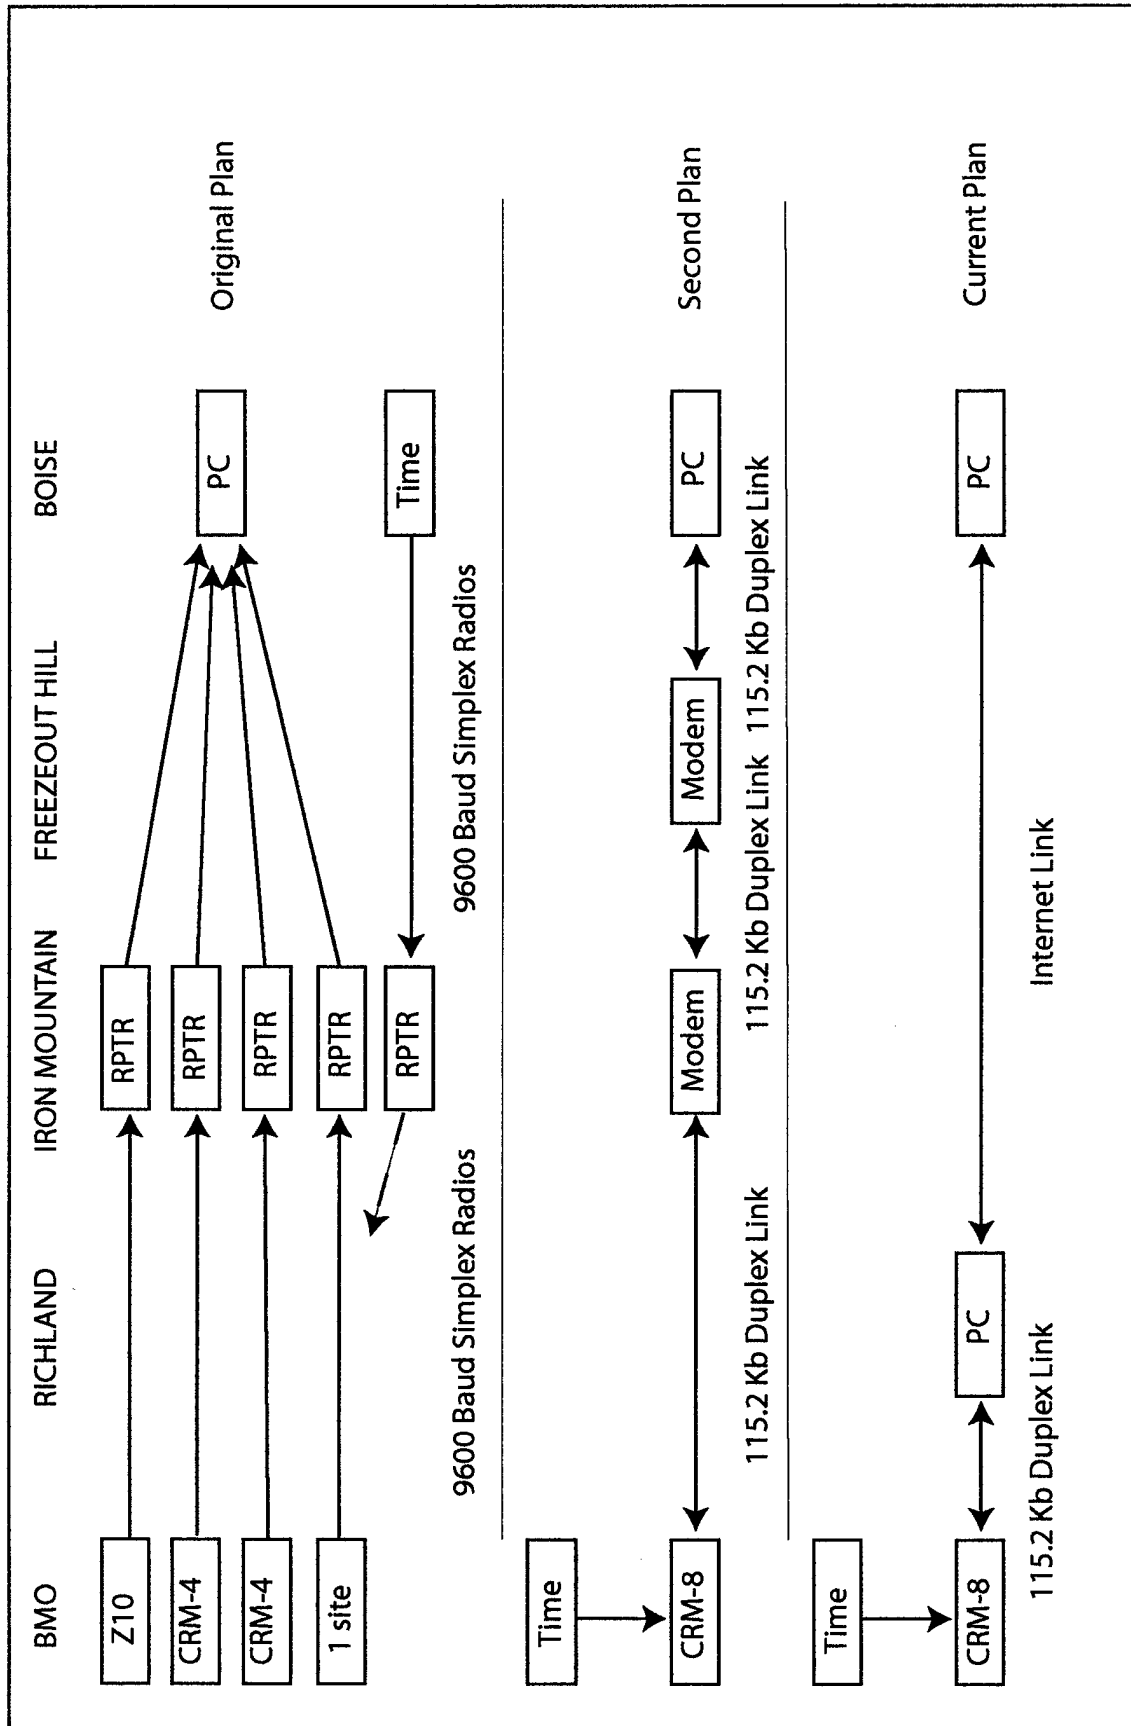 BMO
RICHLAND
IRON MOUNTAIN
FREEZEOUT HILL
BOISE
Z10
RPTR
CRM-4
RPTR
PC
Original Plan
CRM-4
RPTR
1 site
RPTR
RPTR
Time
9600 Baud Simplex Radios
9600 Baud Simplex Radios
Time
CRM-8
Modem
Modem
PC
Second Plan
115.2 Kb Duplex Link
115.2 Kb Duplex Link
115.2 Kb Duplex Link
Time
CRM-8
PC
PC
Current Plan
115.2 Kb Duplex Link
Internet Link